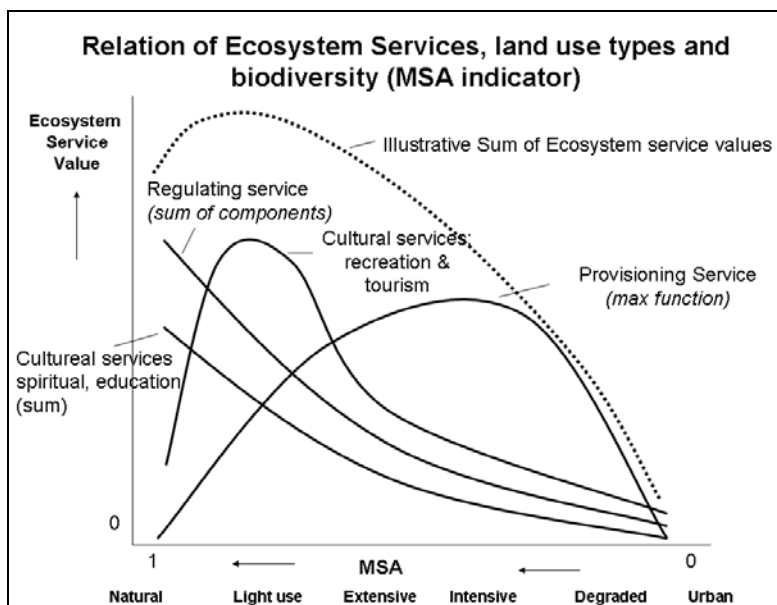 Relation of Ecosystem Services, land use types and
biodiversity (MSA indicator)
Ecosystem
Service
Value
Illustrative Sum of Ecosystem service values
Regulating service
(sum of components)
Cultural services;
recreation &
tourism
Provisioning Service
(max function)
Cultureal services
spiritual, education
(sum)
0
1
MSA
0
Natural
Light use
Extensive
Intensive
Degraded
Urban